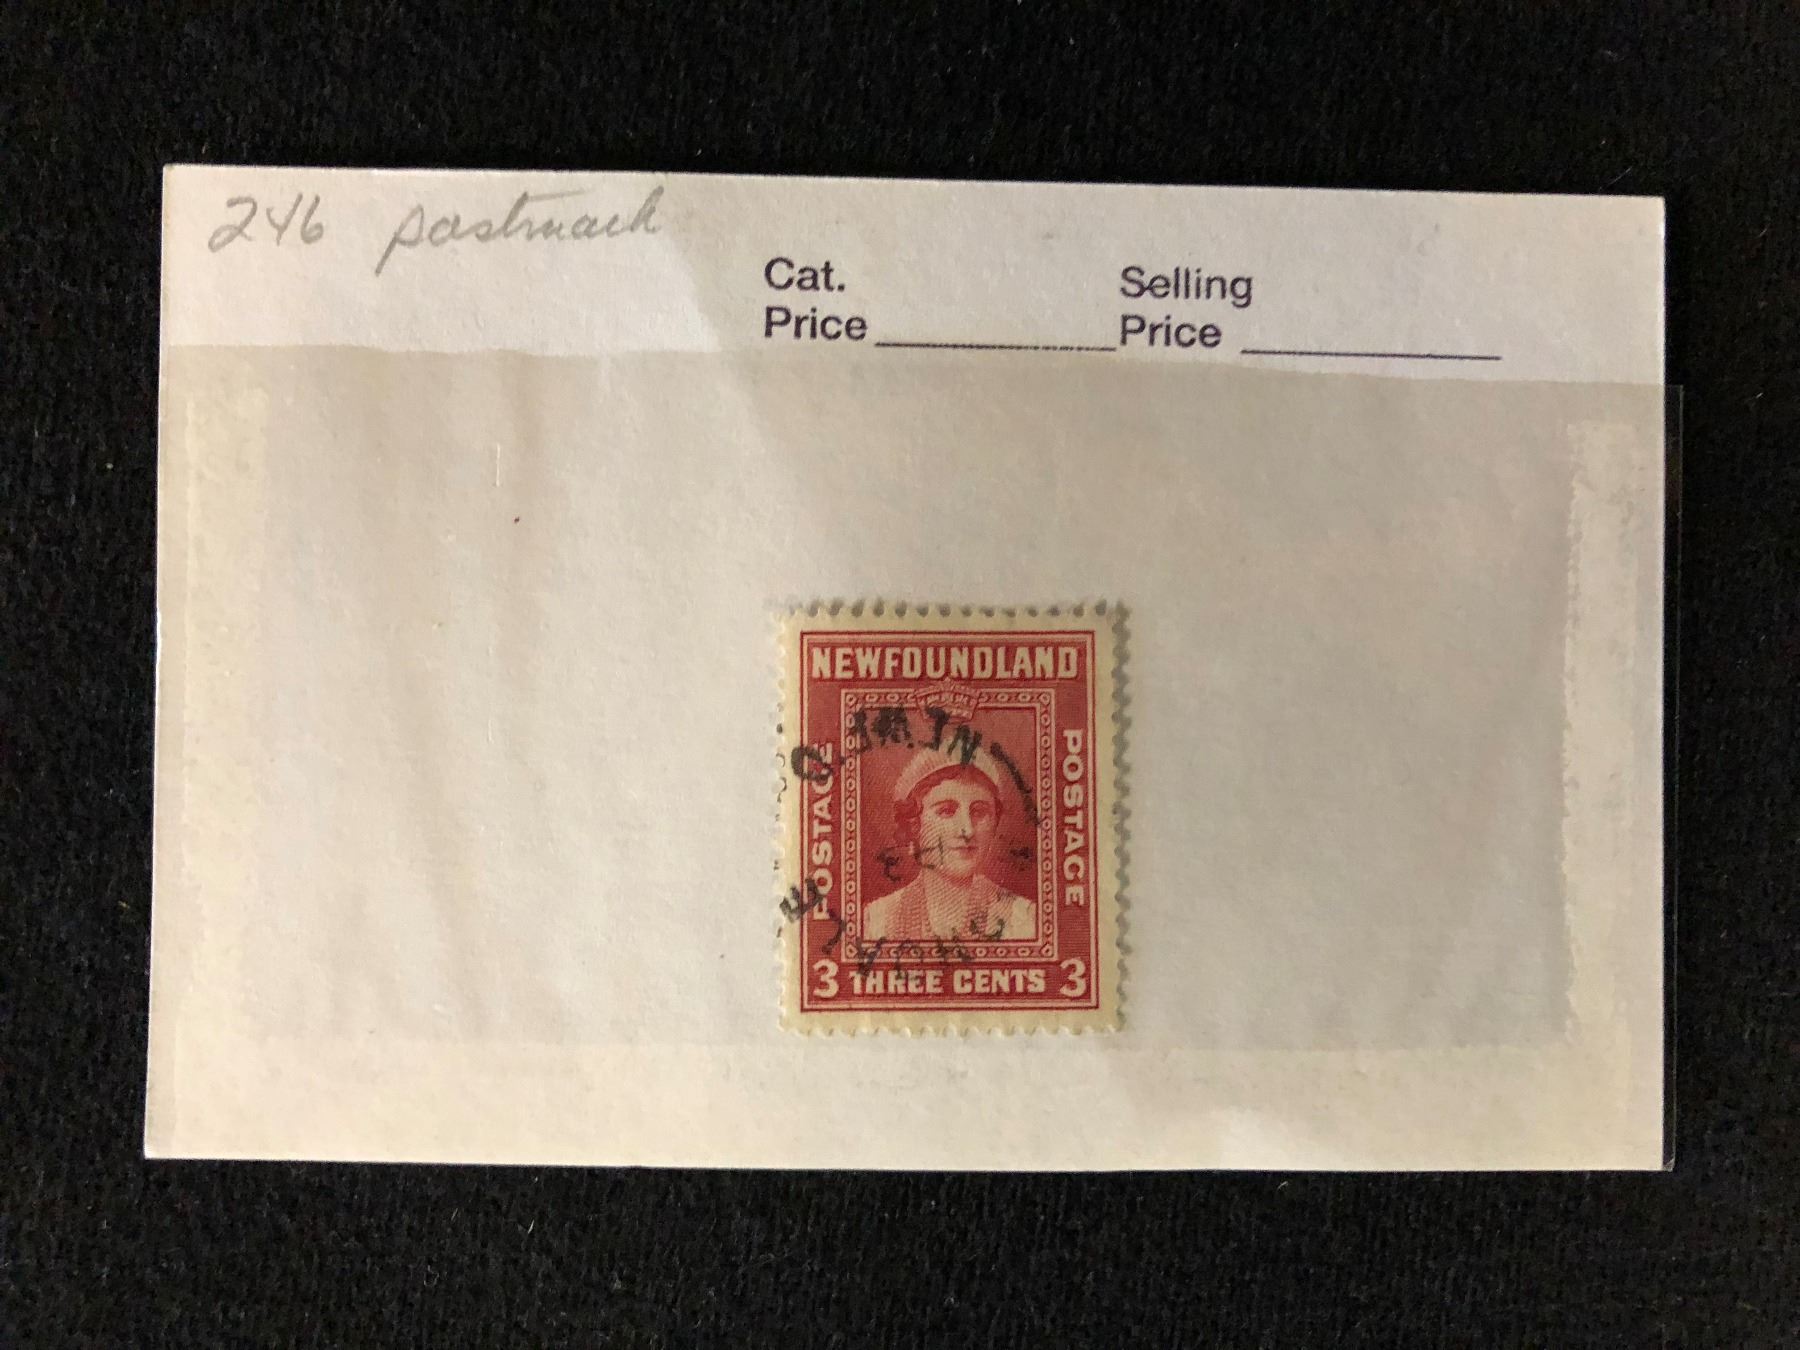 246 postmark
Cat. Selling
Price Price
NEWFOUNDLAND
POSTAGE POSTAGE
3 THREE CENTS 3